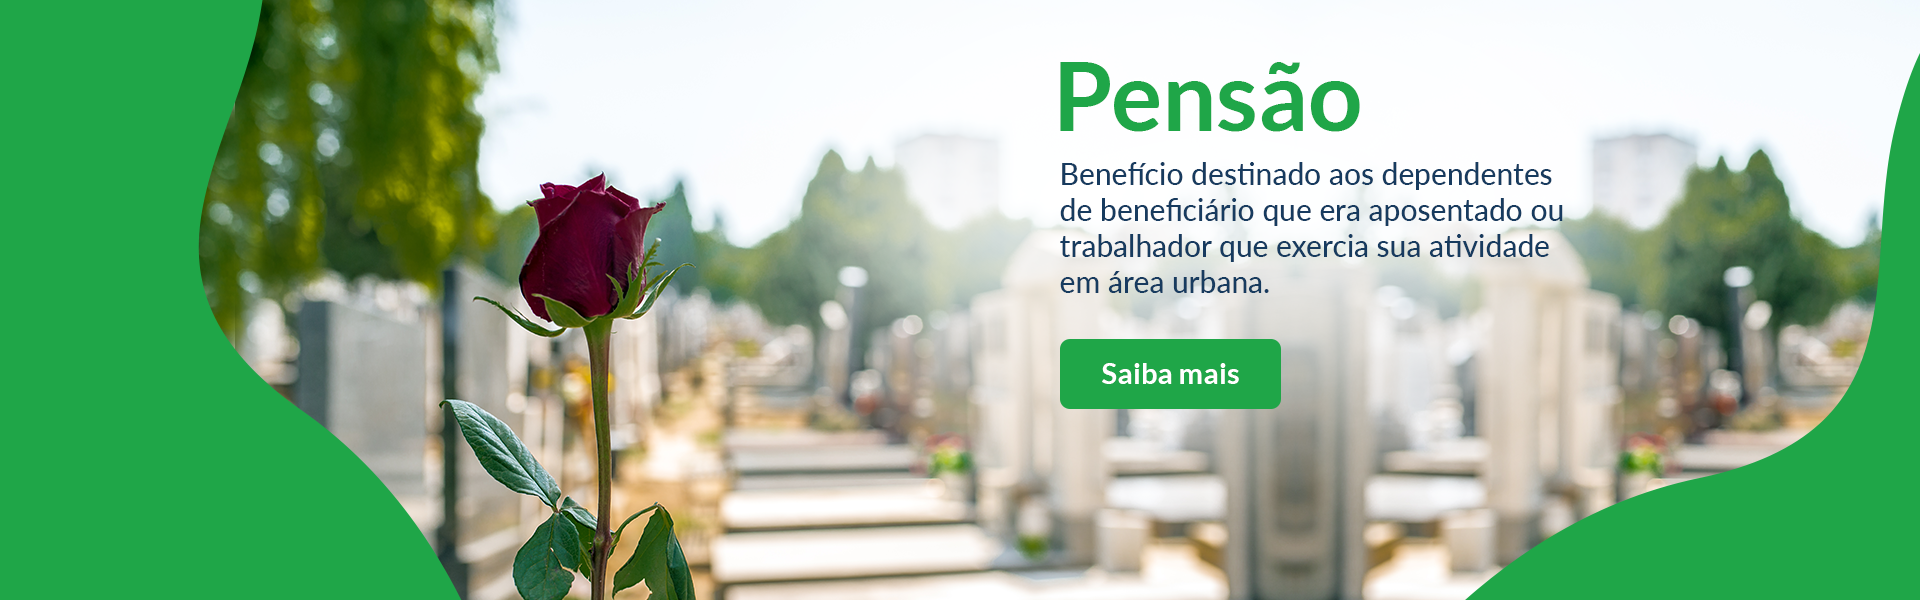 Pensão
Benefício destinado aos dependentes
de beneficiário que era aposentado ou
trabalhador que exercia sua atividade
em área urbana.
Saiba mais